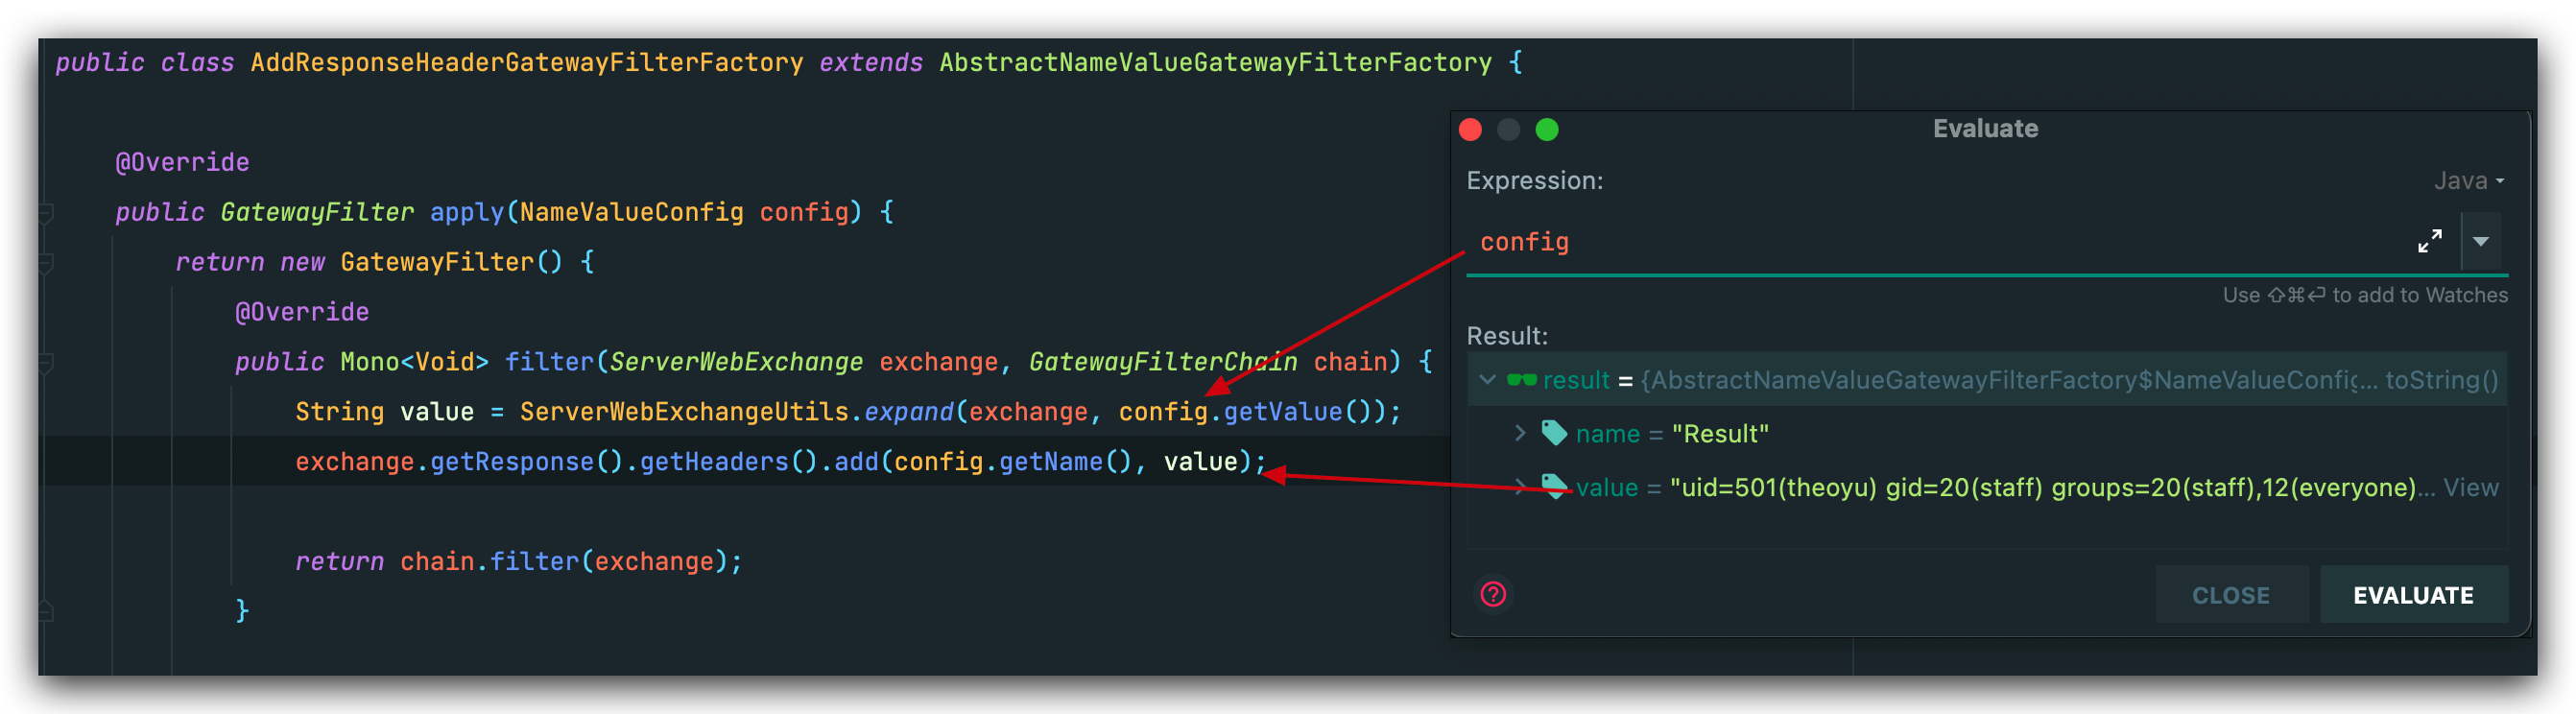 public class AddResponseHeaderGatewayFilterFactory extends AbstractNameValueGatewayFilterFactory {
@Override
public GatewayFilter apply(NameValueConfig config) {
return new GatewayFilter() {
@Override
public Mono<Void> filter(ServerWebExchange exchange, GatewayFilterChain chain) {
String value = ServerWebExchangeUtils.expand(exchange, config.getValue());
exchange.getResponse().getHeaders().add(config.getName(), value);
return chain.filter(exchange);
}
Evaluate
Expression:
Java
config
Use ⇧⌘⏎ to add to Watches
Result:
result = {AbstractNameValueGatewayFilterFactory$NameValueConfig... toString()
name = "Result"
value = "uid=501(theoyu) gid=20(staff) groups=20(staff),12(everyone)... View
?
CLOSE
EVALUATE